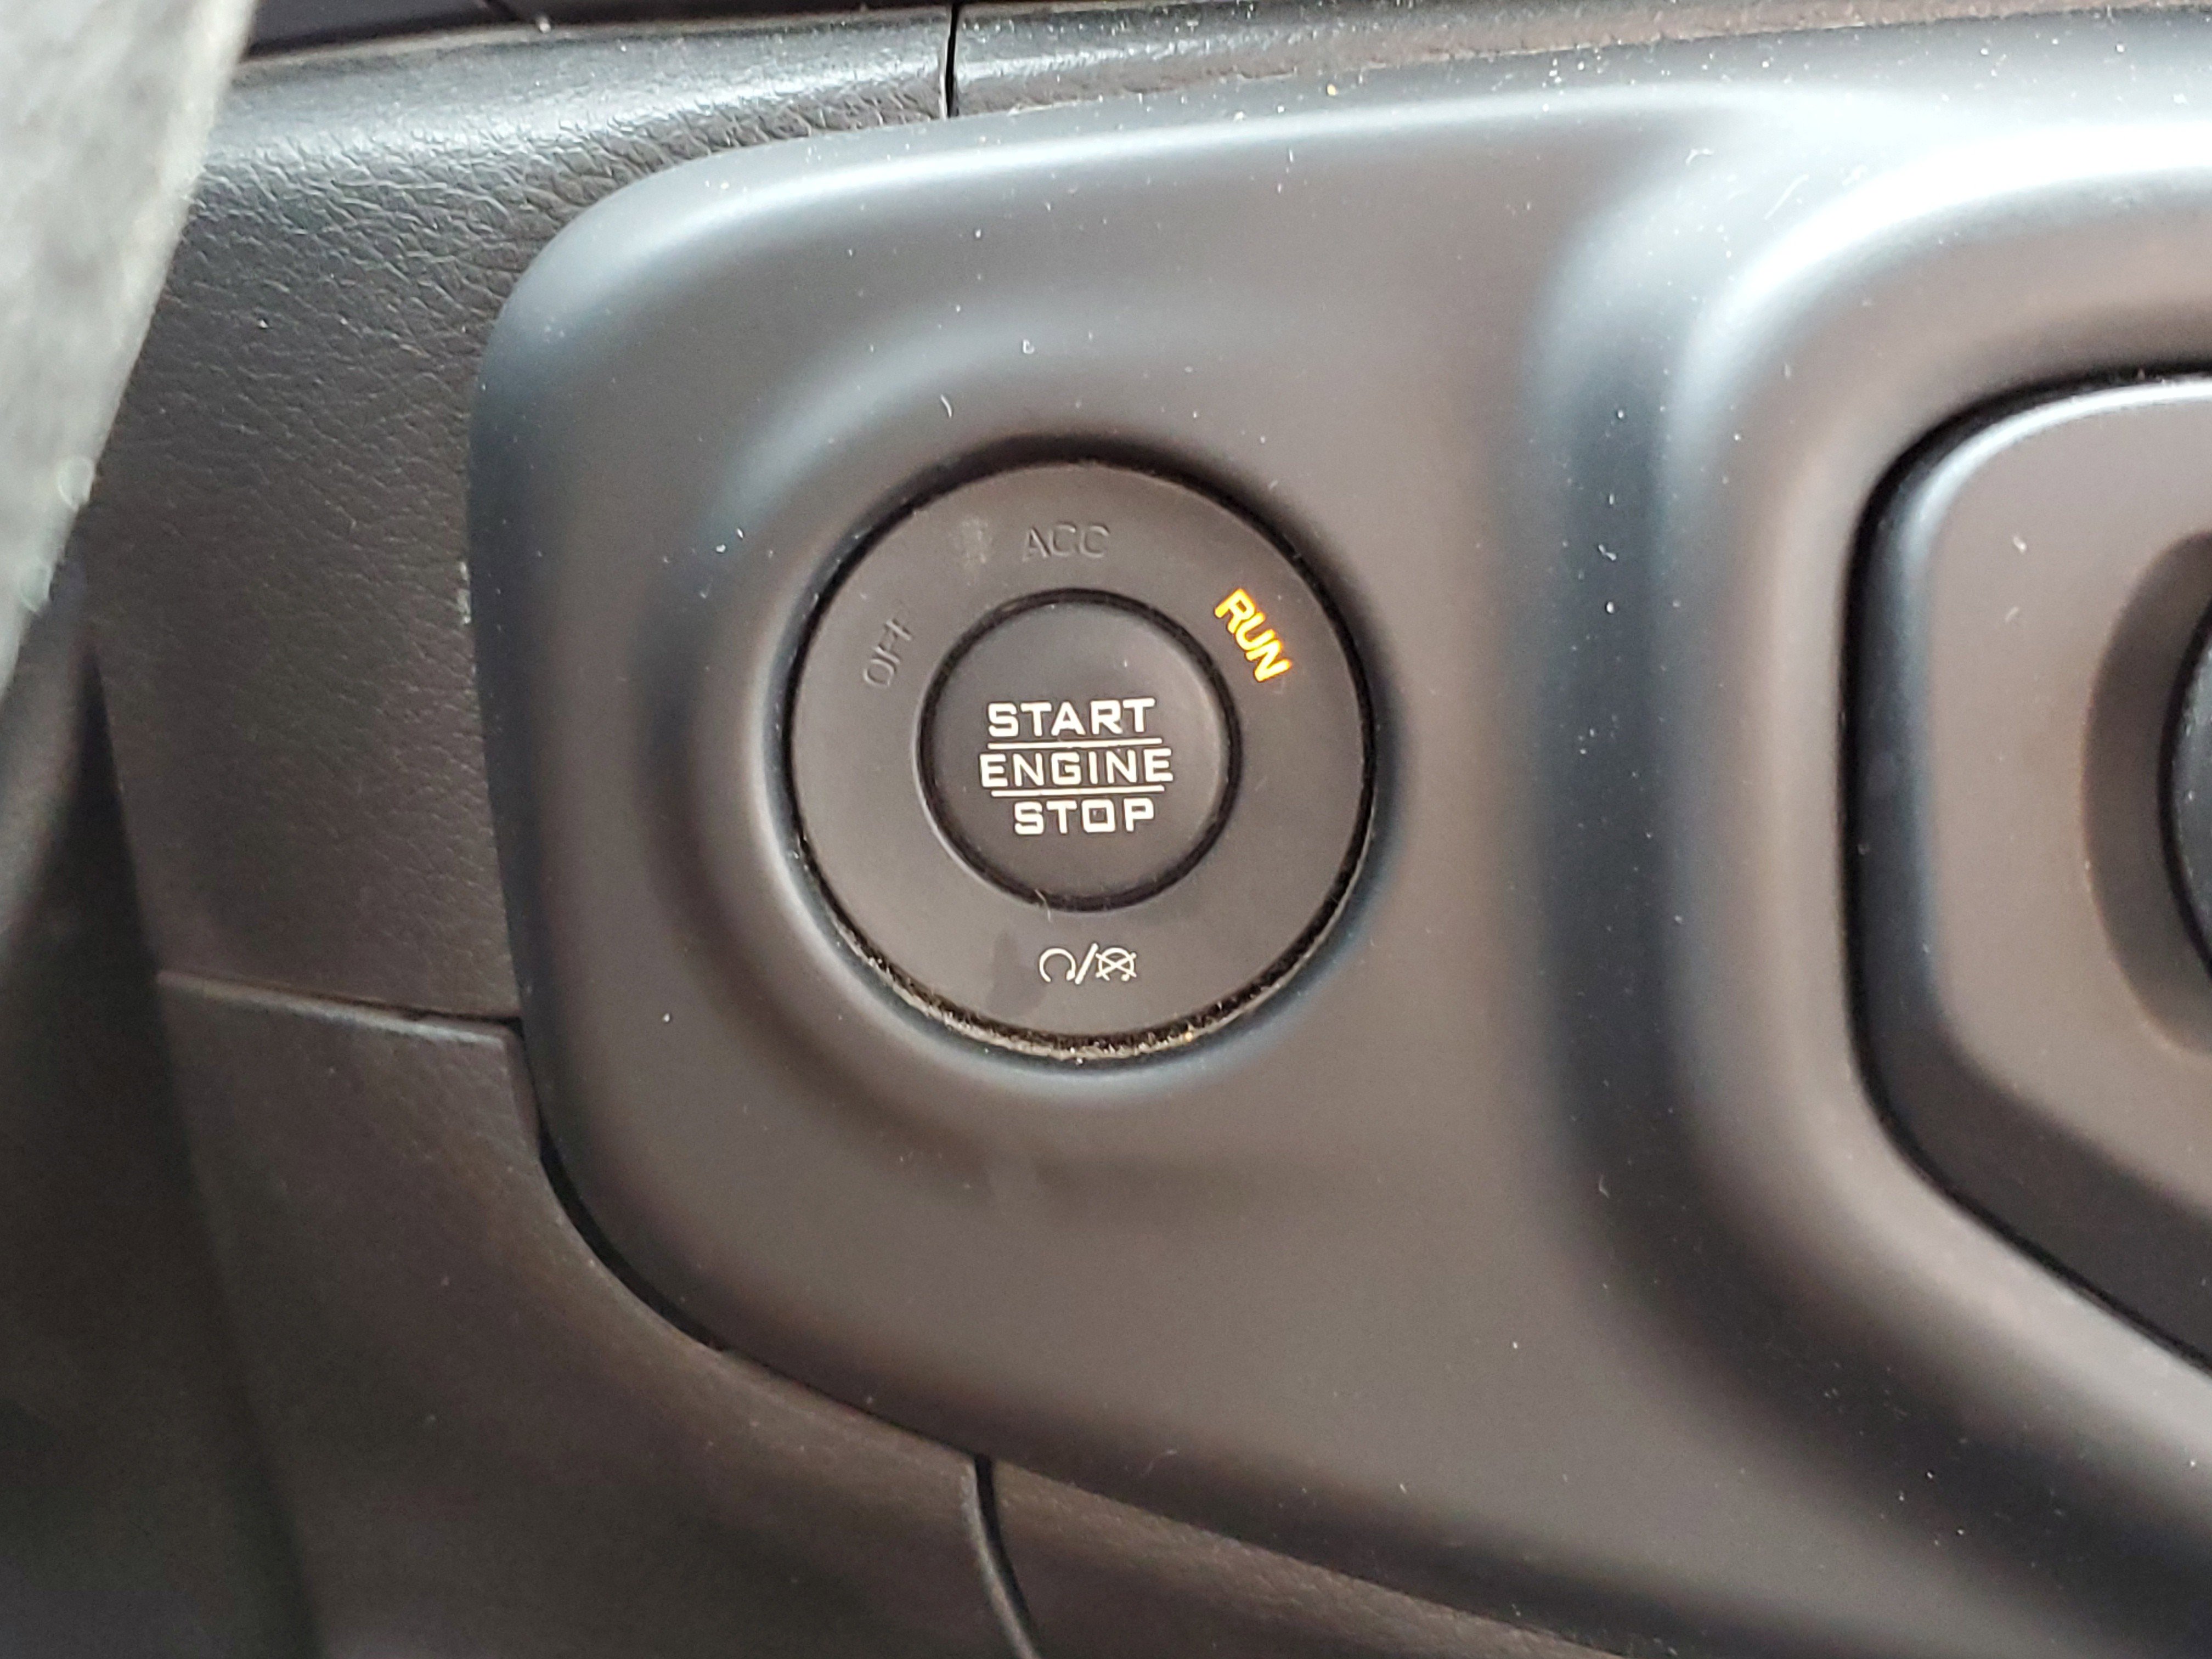 ACC
OFF
RUN
START
ENGINE
STOP